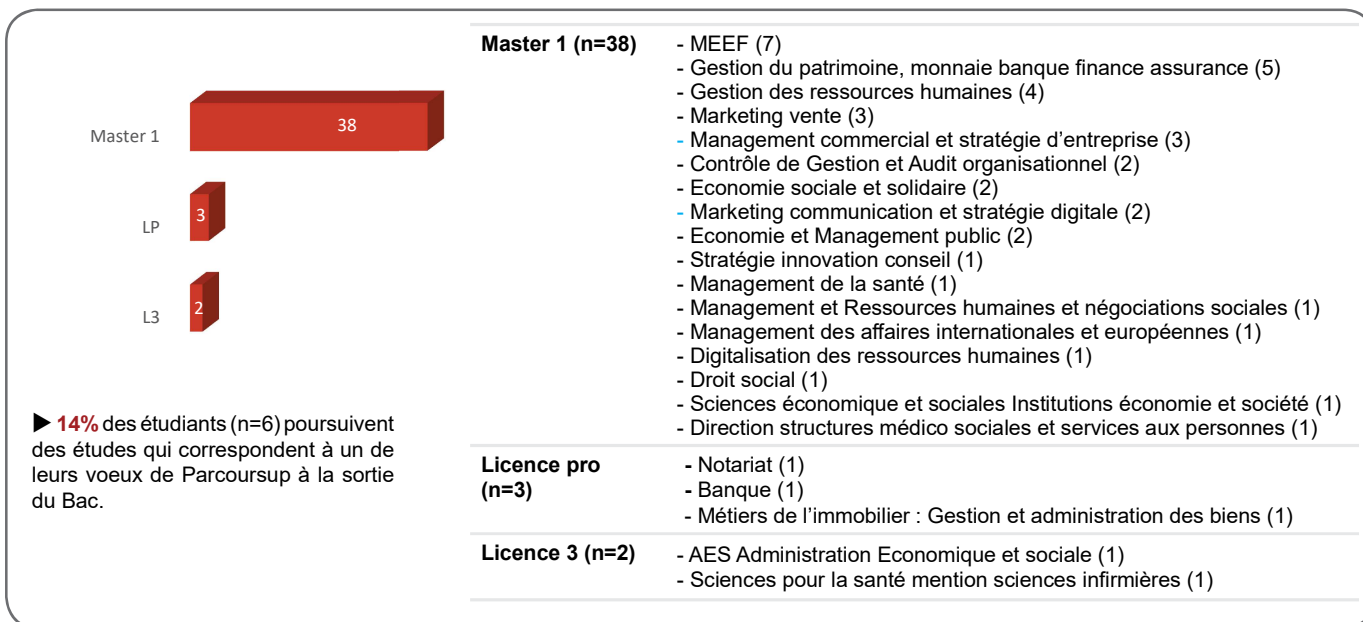 Master 1
38
LP
3
L3
2
▶ 14% des étudiants (n=6) poursuivent
des études qui correspondent à un de
leurs voeux de Parcoursup à la sortie
du Bac.
Master 1 (n=38)
- MEEF (7)
- Gestion du patrimoine, monnaie banque finance assurance (5)
- Gestion des ressources humaines (4)
- Marketing vente (3)
- Management commercial et stratégie d'entreprise (3)
- Contrôle de Gestion et Audit organisationnel (2)
- Economie sociale et solidaire (2)
- Marketing communication et stratégie digitale (2)
- Economie et Management public (2)
- Stratégie innovation conseil (1)
- Management de la santé (1)
- Management et Ressources humaines et négociations sociales (1)
- Management des affaires internationales et européennes (1)
- Digitalisation des ressources humaines (1)
- Droit social (1)
- Sciences économique et sociales Institutions économie et société (1)
- Direction structures médico sociales et services aux personnes (1)
Licence pro
(n=3)
- Notariat (1)
- Banque (1)
- Métiers de l'immobilier : Gestion et administration des biens (1)
Licence 3 (n=2)
- AES Administration Economique et sociale (1)
- Sciences pour la santé mention sciences infirmières (1)